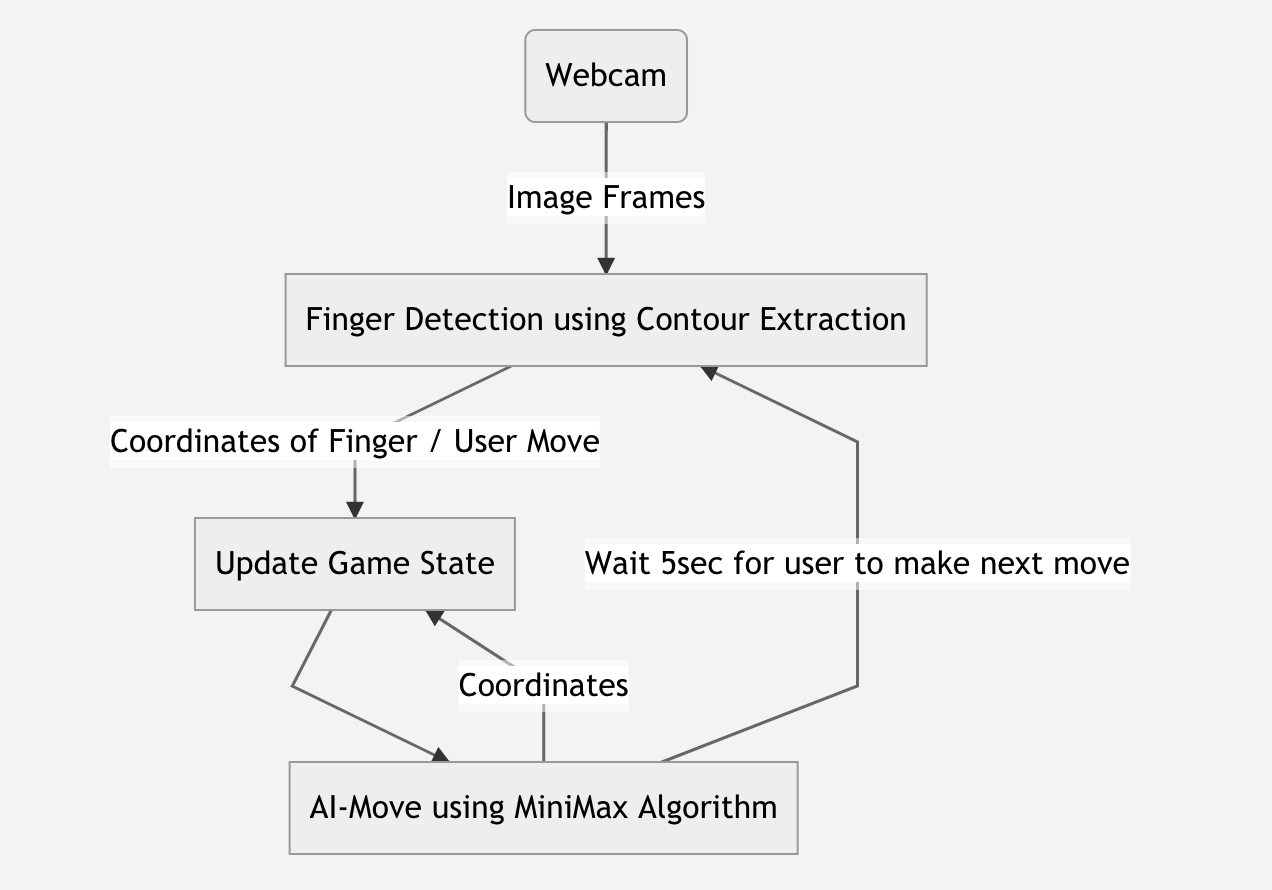 Webcam
Image Frames
Finger Detection using Contour Extraction
Coordinates of Finger / User Move
Update Game State
Wait 5sec for user to make next move
Coordinates
AI-Move using MiniMax Algorithm